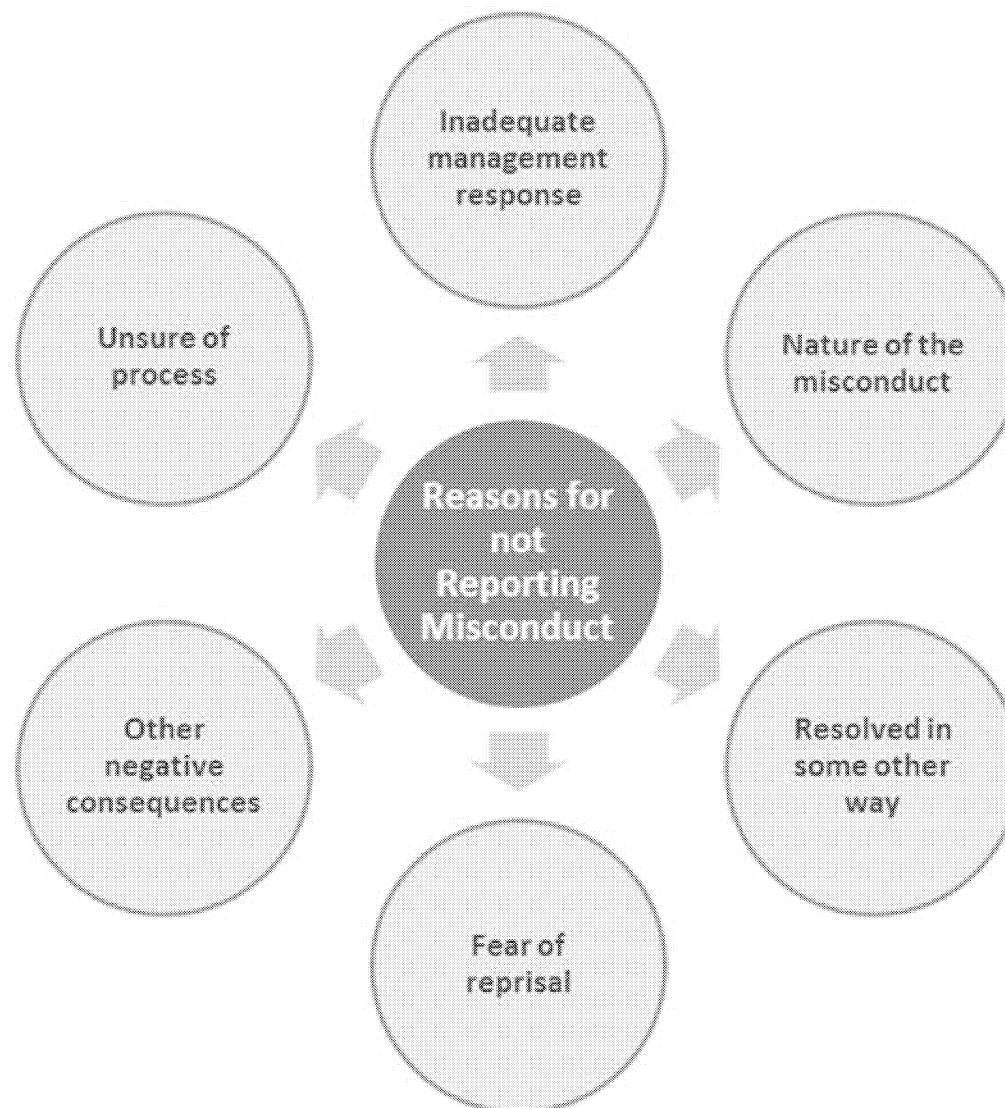 Inadequate
management
response
Nature of the
misconduct
Resolved in
some other
way
Fear of
reprisal
Other
negative
consequences
Unsure of
process
Reasons for
not
Reporting
Misconduct